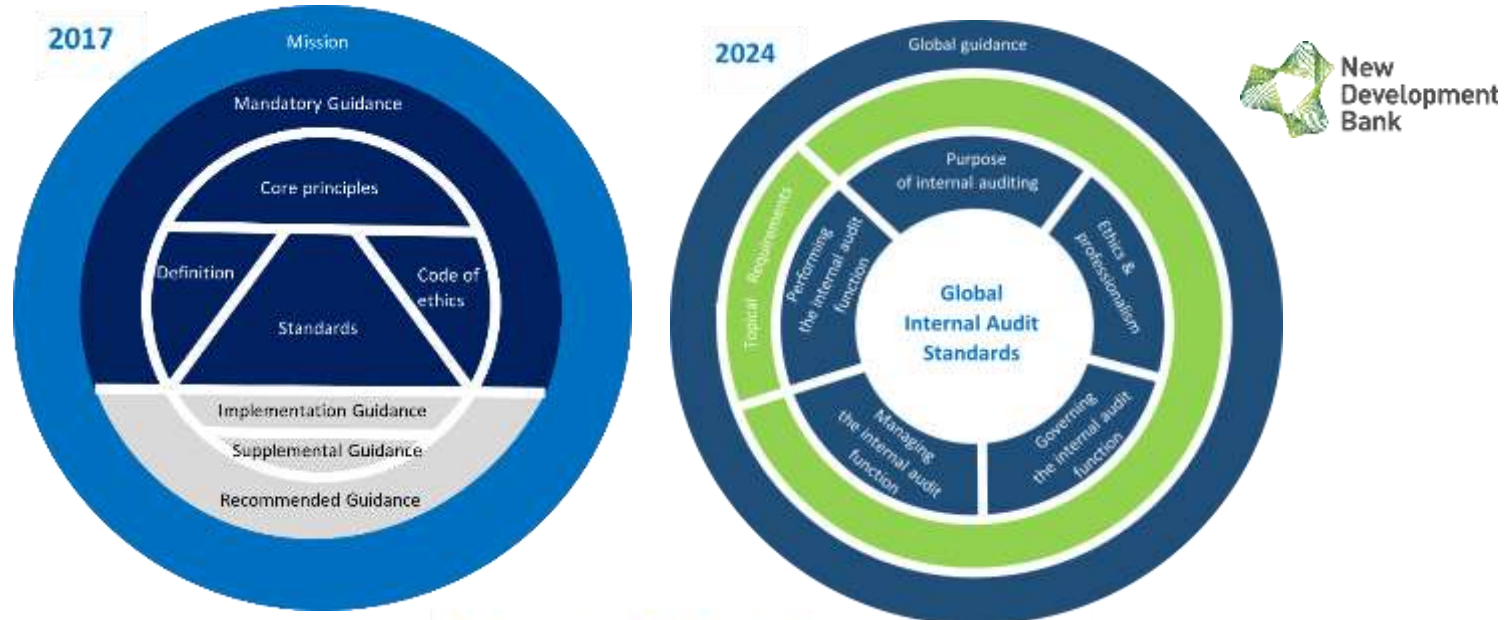 2017
Mission
Mandatory Guidance
Core principles
Definition
Code of
ethics
Standards
Implementation Guidance
Supplemental Guidance
Recommended Guidance
2024
Global guidance
Topical Requirements
Purpose
of internal auditing
Ethics &
professionalism
Governing
the internal audit
function
Managing
the internal audit
function
Performing
the internal audit
function
Global
Internal Audit
Standards
New
Development
Bank